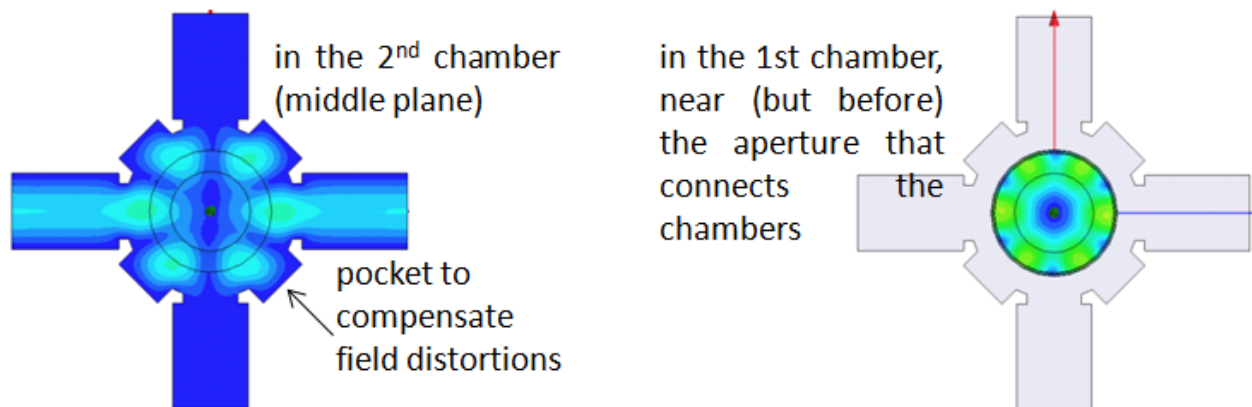 in the 2nd chamber
(middle plane)
pocket to
compensate
field distortions
in the 1st chamber,
near (but before)
the aperture that
connects the
chambers